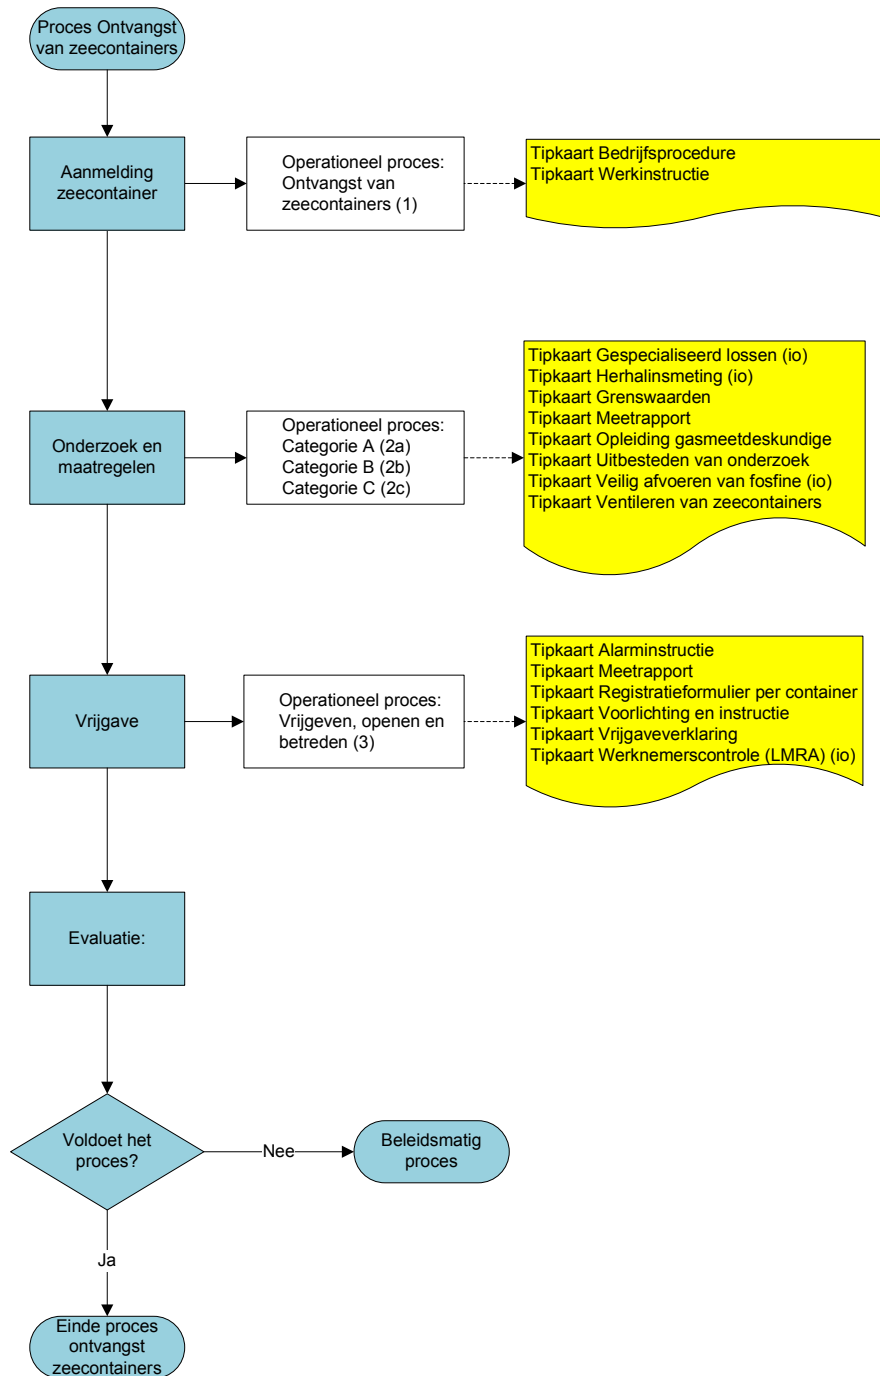 Proces Ontvangst
van zeecontainers
Aanmelding
zeecontainer
Operationeel proces:
Ontvangst van
zeecontainers (1)
Tipkaart Bedrijfsprocedure
Tipkaart Werkinstructie
Onderzoek en
maatregelen
Operationeel proces:
Categorie A (2a)
Categorie B (2b)
Categorie C (2c)
Tipkaart Gespecialiseerd lossen (io)
Tipkaart Herhalinsmeting (io)
Tipkaart Grenswaarden
Tipkaart Meetrapport
Tipkaart Opleiding gasmeetdeskundige
Tipkaart Uitbesteden van onderzoek
Tipkaart Veilig afvoeren van fosfine (io)
Tipkaart Ventileren van zeecontainers
Vrijgave
Operationeel proces:
Vrijgeven, openen en
betreden (3)
Tipkaart Alarminstructie
Tipkaart Meetrapport
Tipkaart Registratieformulier per container
Tipkaart Voorlichting en instructie
Tipkaart Vrijgaveverklaring
Tipkaart Werknemerscontrole (LMRA) (io)
Evaluatie:
Voldoet het
proces?
Nee
Beleidsmatig
proces
Ja
Einde proces
ontvangst
zeecontainers